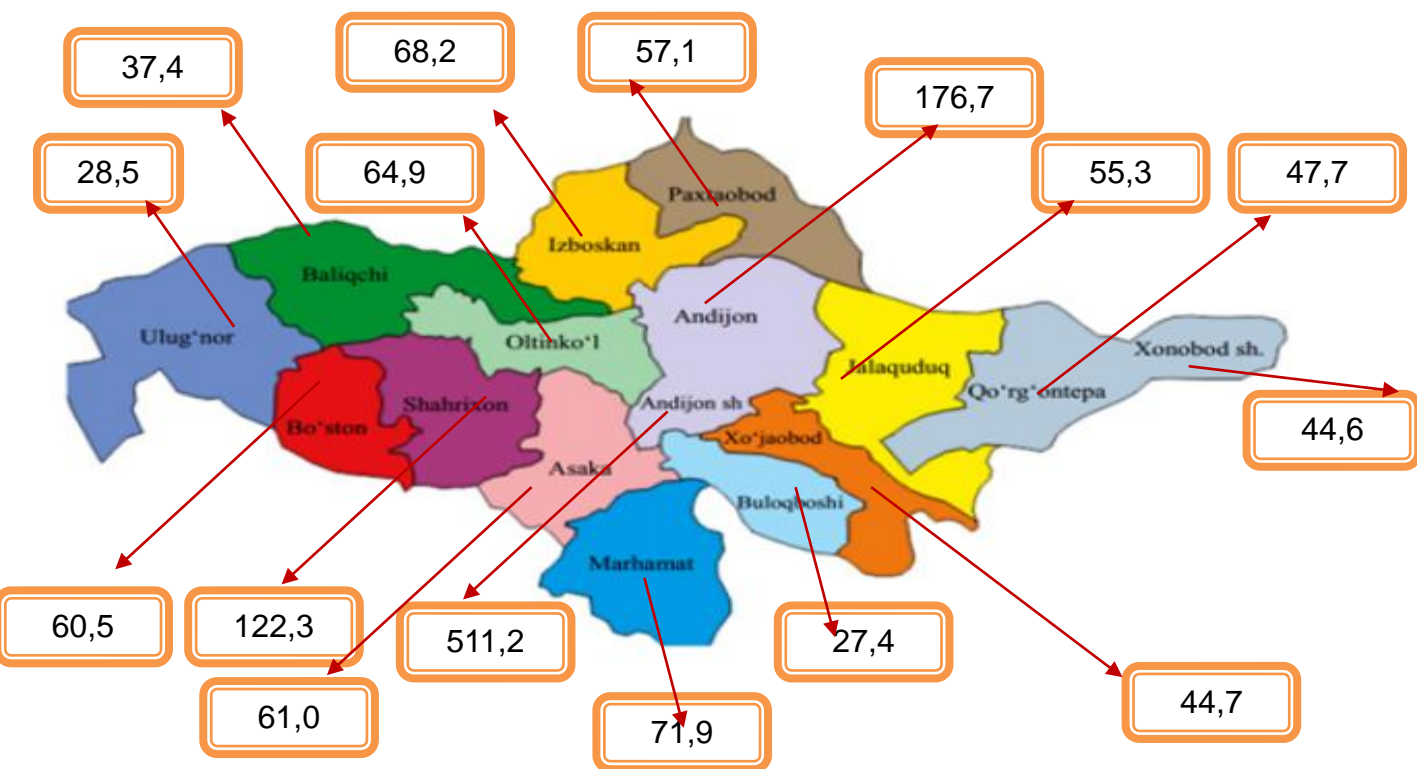 68,2
57,1
37,4
176,7
28,5
64,9
55,3
47,7
Paxtaobod
Izboskan
Baliqchi
Andijon
Ulug‘nor
Oltinko‘l
Xonobod sh.
Jalaquduq
Qo‘rg‘ontepa
Shahrixon
Andijon sh
Bo‘ston
Xo‘jaobod
44,6
Asaka
Buloqboshi
Marhamat
60,5
122,3
511,2
27,4
61,0
71,9
44,7